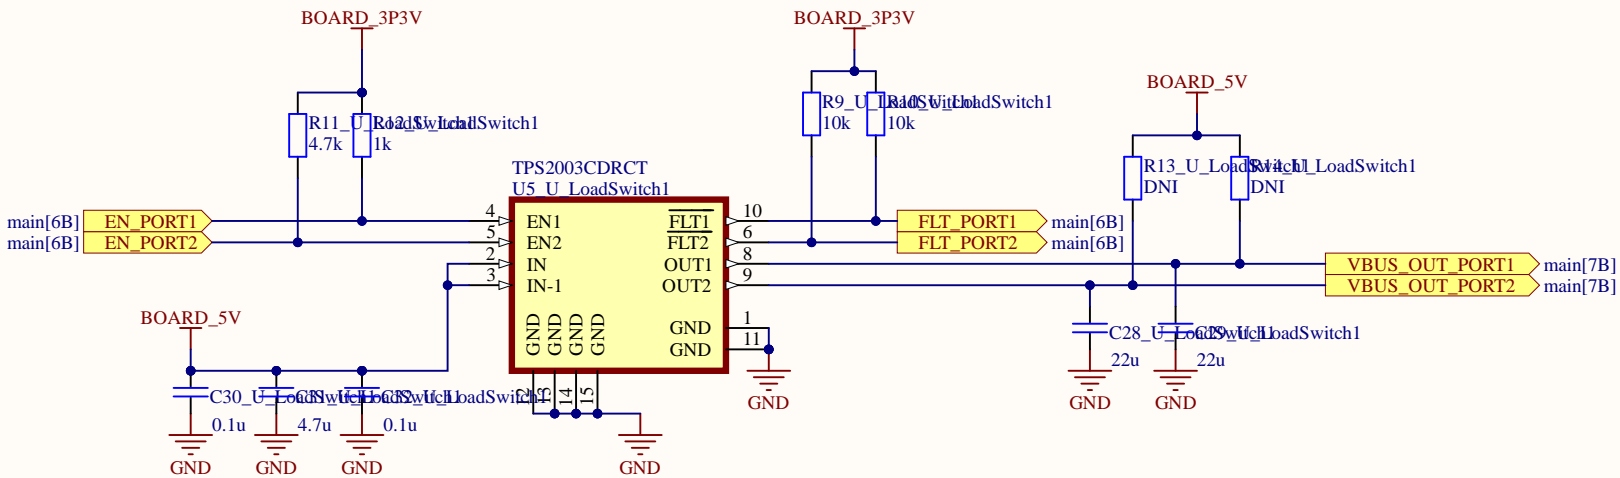 BOARD_3P3V
BOARD_3P3V
BOARD_5V
R11_U_LoadSwitch1
4.7k
R12_U_LoadSwitch1
1k
R9_U_LoadSwitch1
10k
R10_U_LoadSwitch1
10k
R13_U_LoadSwitch1
DNI
R14_U_LoadSwitch1
DNI
TPS2003CDRCT
U5_U_LoadSwitch1
main[6B] EN_PORT1 4 EN1 FLT1 10 FLT_PORT1 main[6B]
main[6B] EN_PORT2 5 EN2 FLT2 6 FLT_PORT2 main[6B]
2 IN OUT1 8 VBUS_OUT_PORT1 main[7B]
3 IN-1 OUT2 9 VBUS_OUT_PORT2 main[7B]
BOARD_5V
GND GND GND GND
GND 1
GND 11
12 13 14 15
C28_U_LoadSwitch1
22u
C29_U_LoadSwitch1
22u
GND
GND
GND
C30_U_LoadSwitch1
0.1u
C31_U_LoadSwitch1
4.7u
C32_U_LoadSwitch1
0.1u
GND
GND
GND
GND